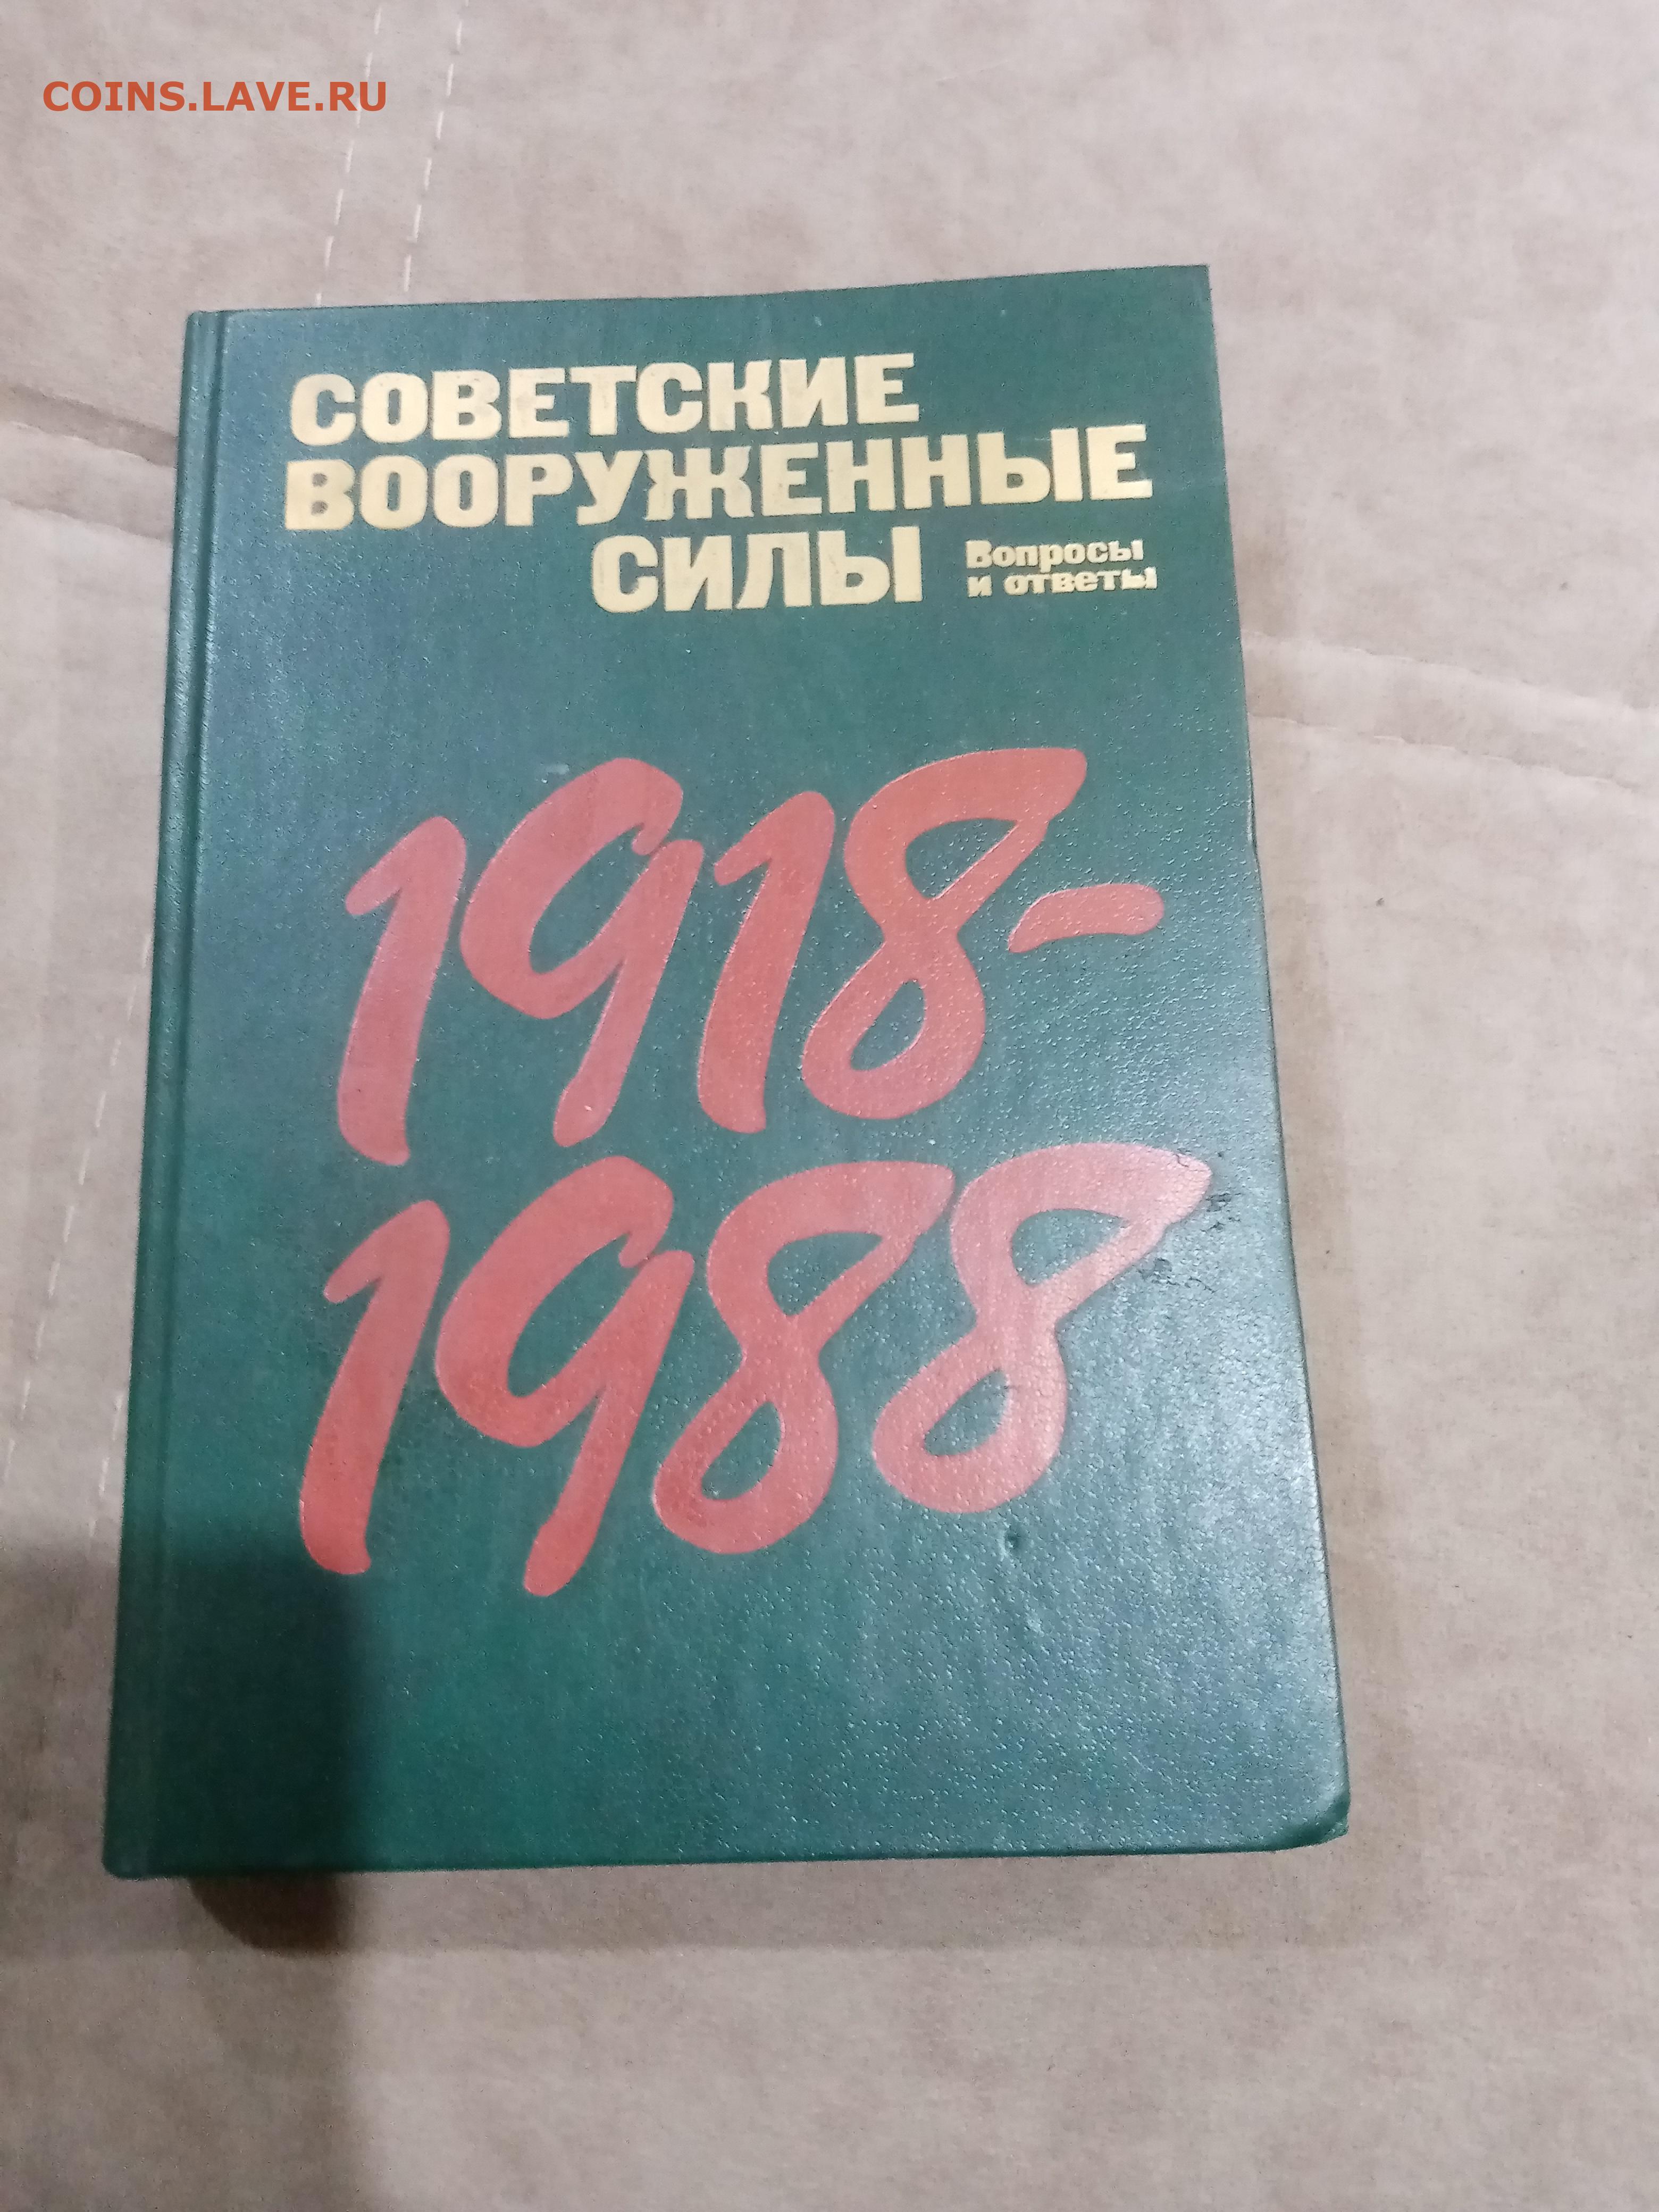 COINS.LAVE.RU
СОВЕТСКИЕ
ВООРУЖЕННЫЕ
СИЛЫ
Вопросы
и ответы
1918-
1988